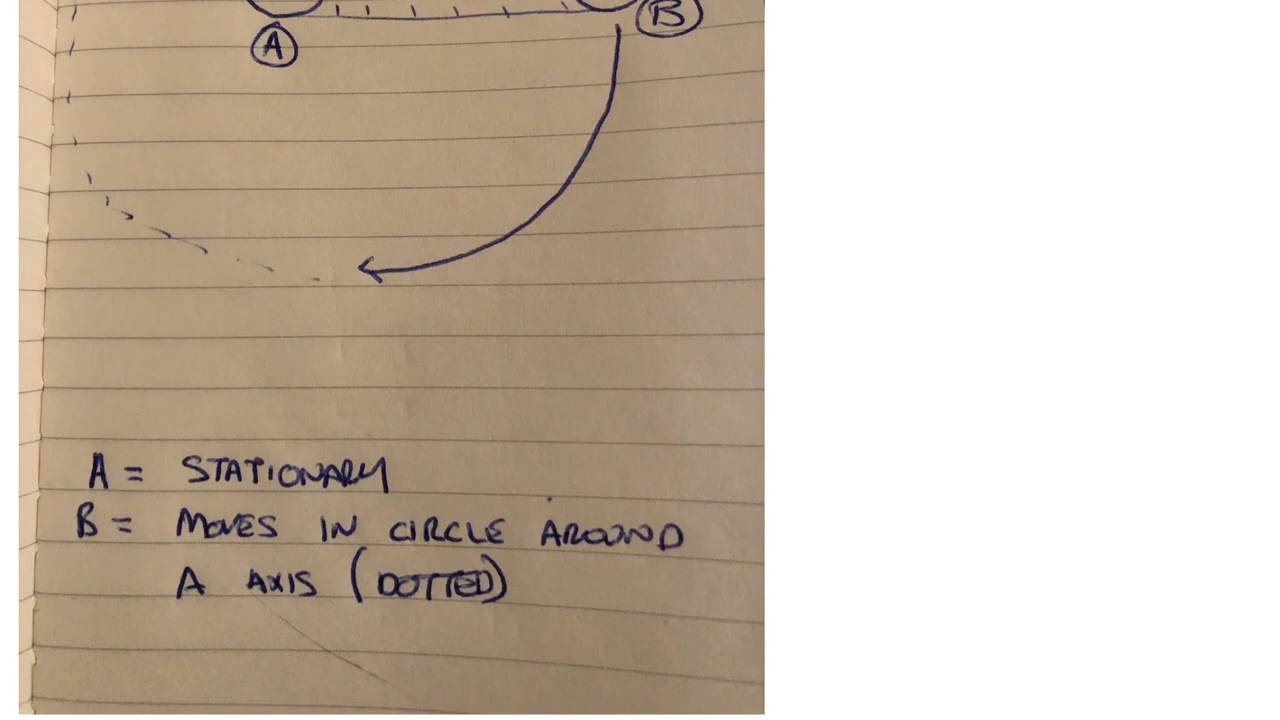 A B
A = STATIONARY
B = MOVES IN CIRCLE AROUND
A AXIS (DOTTED)